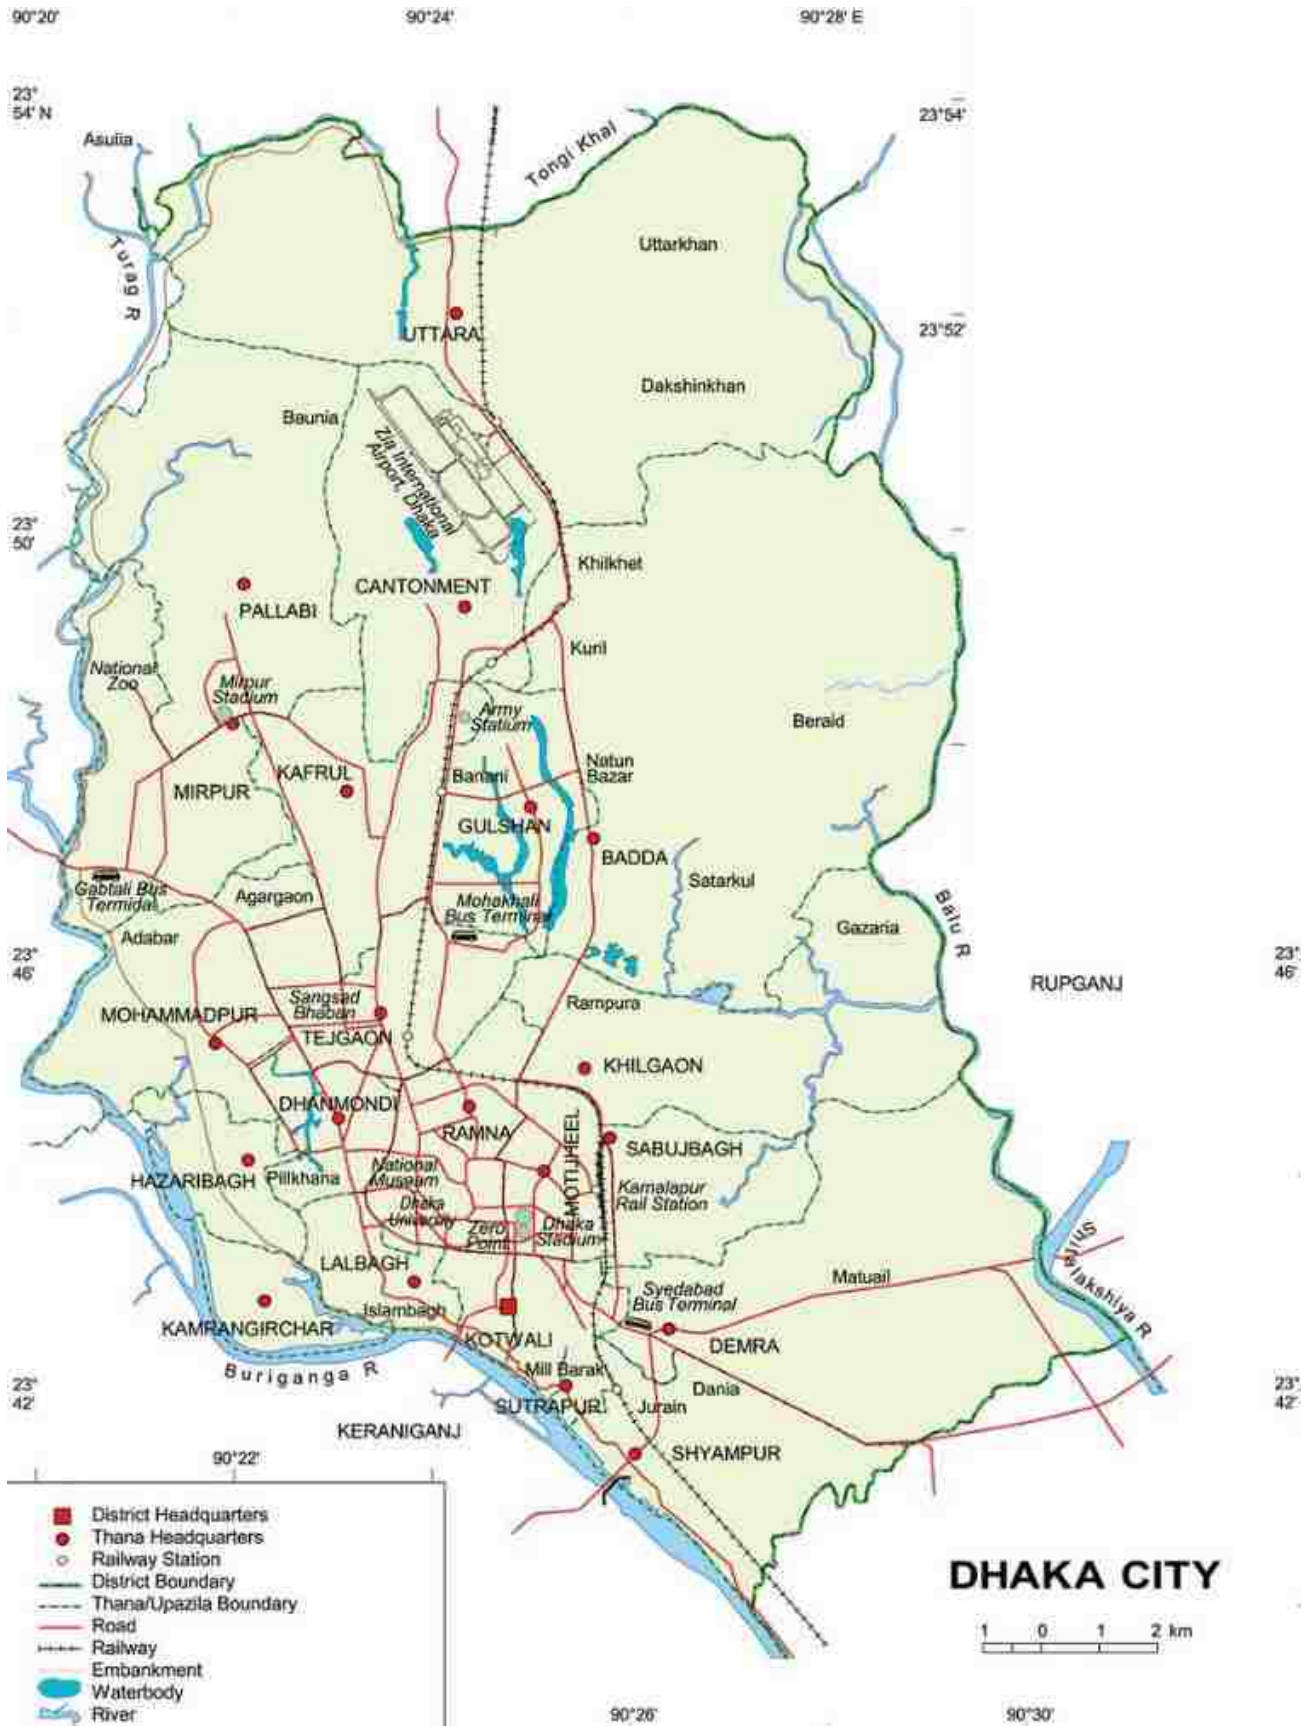 90°20'
90°24'
90°28' E
23°
54' N
23°54'
Asulia
Tongi Khal
Turag R
Uttarkhan
UTTARA
23°52'
Dakshinkhan
Baunia
Zia International
Airport, Dhaka
23°
50'
Khilkhet
PALLABI
CANTONMENT
Kuril
National
Zoo
Mirpur
Stadium
Army
Statium
Beraid
Natun
Bazar
KAFRUL
Banani
MIRPUR
GULSHAN
BADDA
Gabtali Bus
Termidal
Agargaon
Mohakhali
Bus Terminal
Satarkul
Balu R
Gazaria
Adabar
23°
46'
23°
46'
RUPGANJ
Sangsad
Bhaban
Rampura
MOHAMMADPUR
TEJGAON
KHILGAON
DHANMONDI
RAMNA
MOTIJHEEL
SABUJBAGH
HAZARIBAGH
Pillkhana
National
Museam
Kamalapur
Rail Station
Dhaka
University
Zero
Point
Dhaka
Stadium
LALBAGH
Matuail
Sitalakshiya R
Syedabad
Bus Terminal
Islambagh
KAMRANGIRCHAR
KOTWALI
DEMRA
Buriganga R
Mill Barak
Dania
23°
42'
23°
42'
SUTRAPUR
Jurain
KERANIGANJ
SHYAMPUR
90°22'
District Headquarters
Thana Headquarters
Railway Station
District Boundary
Thana/Upazila Boundary
Road
Railway
Embankment
Waterbody
River
DHAKA CITY
1 0 1 2 km
90°26'
90°30'